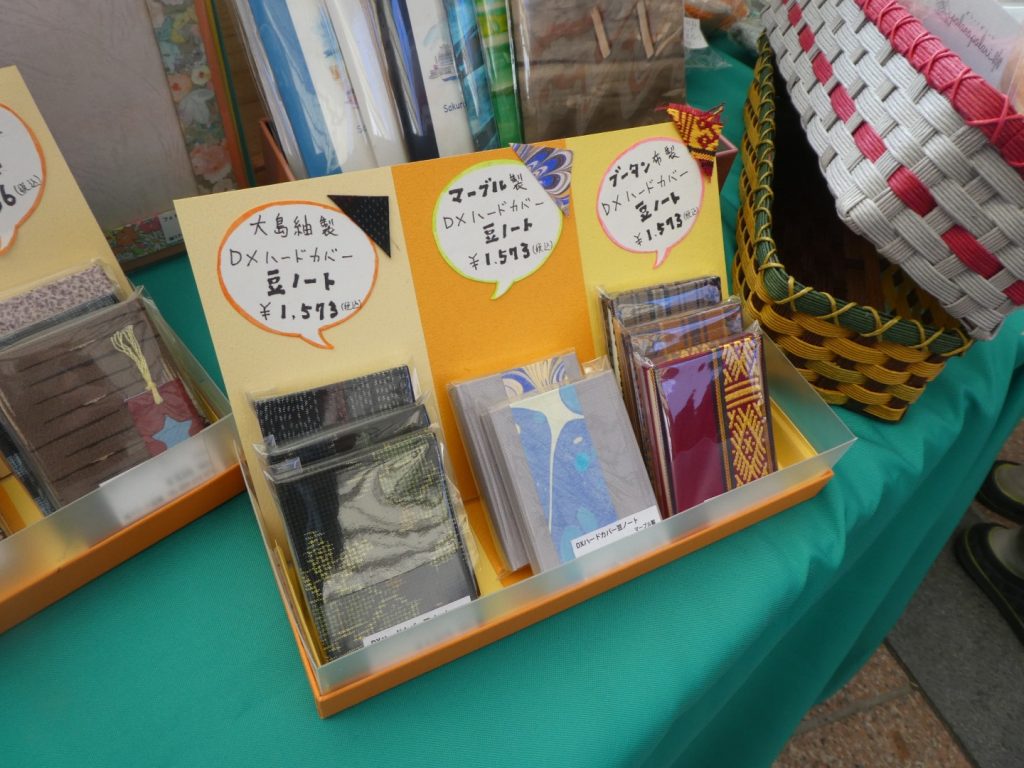 6(税込)
大島紬製
DXハードカバー
豆ノート
¥1,573(税込)
マーブル製
DXハードカバー
豆ノート
¥1.573(税込)
ブータン布製
DXハードカバー
豆ノート
¥1.573(税込)
DXハードカバー豆ノート
マーブル製
Sakura